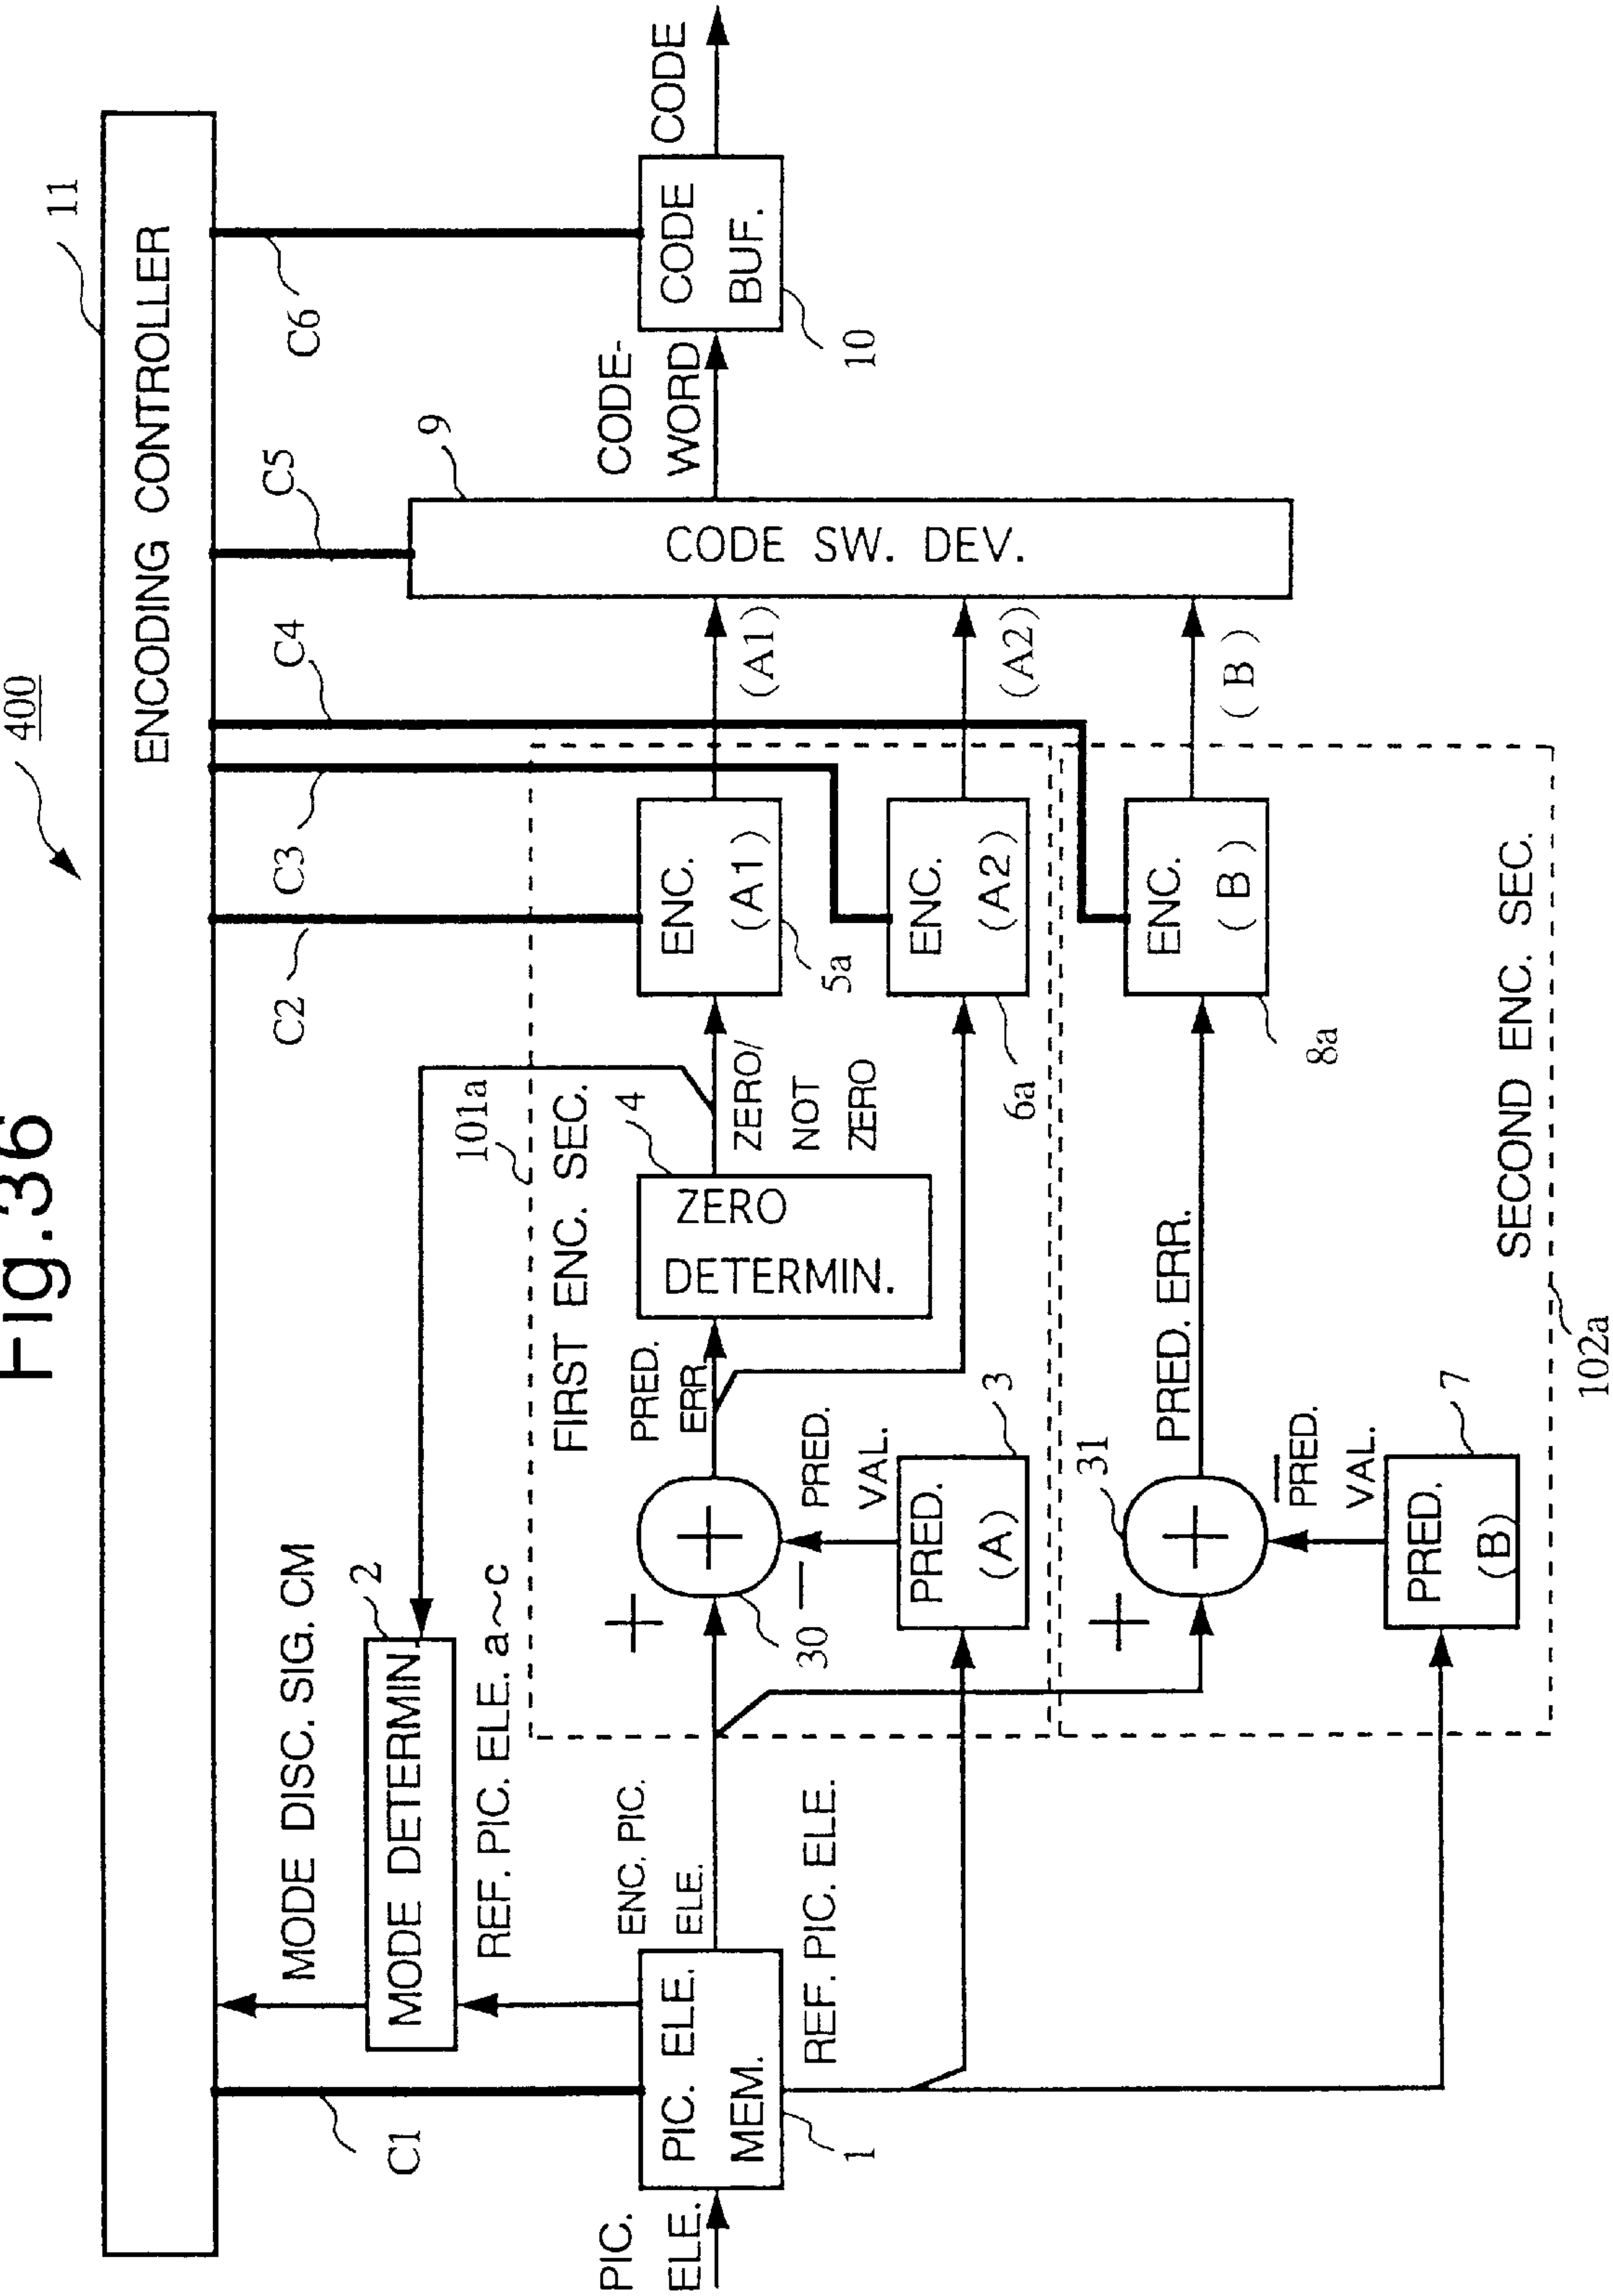 Fig.36
400
11
ENCODING CONTROLLER
C1
MODE DISC. SIG. CM
C2
C3
C4
C5
C6
2
MODE DETERMIN.
REF. PIC. ELE. a~c
101a
FIRST ENC. SEC.
9
CODE SW. DEV.
CODE-
WORD
CODE
BUF.
10
CODE
PIC.
ELE.
PIC. ELE.
MEM.
1
ENC. PIC.
ELE.
REF. PIC. ELE.
+
+
30
−
PRED.
ERR.
4
ZERO
DETERMIN.
ZERO/
NOT
ZERO
ENC.
(A1)
5a
(A1)
PRED.
VAL.
PRED.
(A)
3
ENC.
(A2)
6a
(A2)
+
+
31
PRED. ERR.
ENC.
(B)
8a
(B)
−
PRED.
VAL.
PRED.
(B)
7
SECOND ENC. SEC.
102a